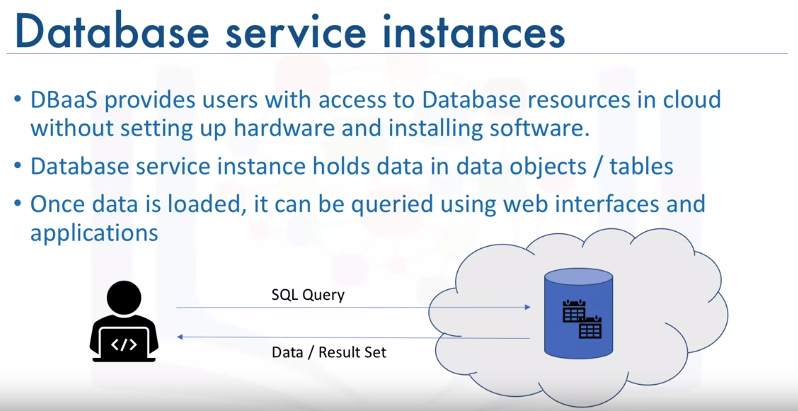 Database service instances
• DBaaS provides users with access to Database resources in cloud
without setting up hardware and installing software.
• Database service instance holds data in data objects / tables
• Once data is loaded, it can be queried using web interfaces and
applications
SQL Query
</>
Data / Result Set